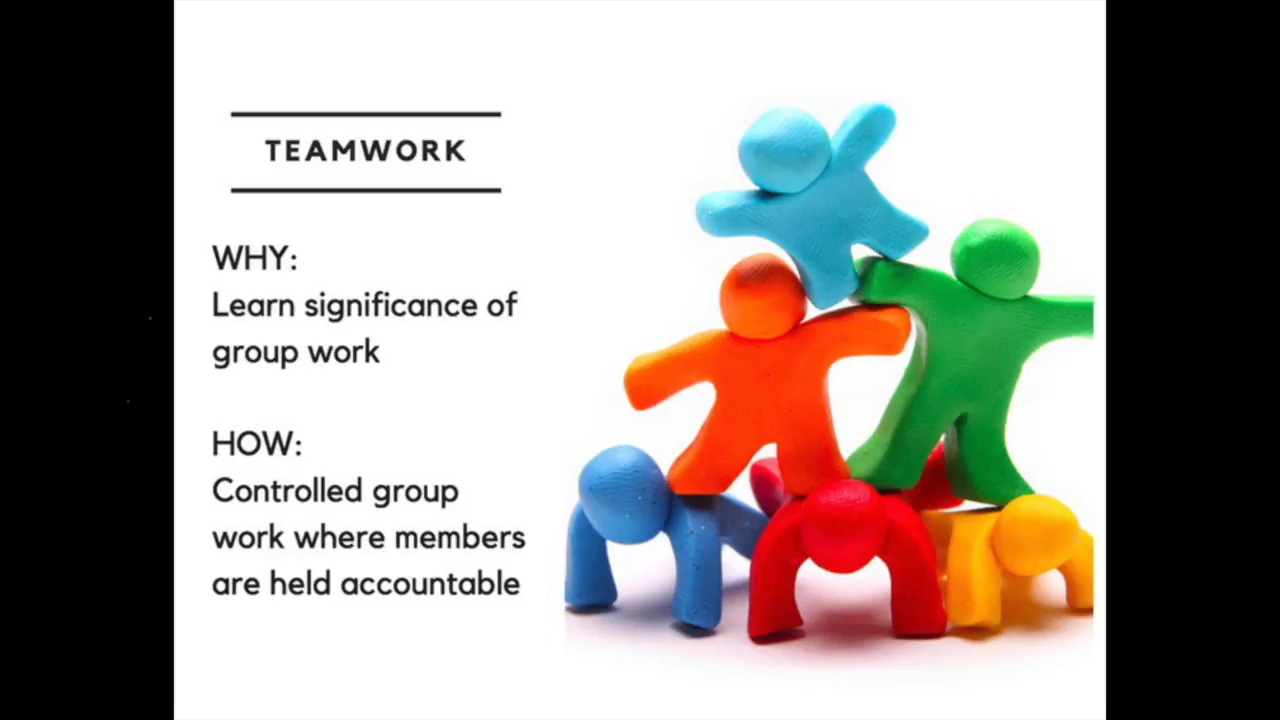 TEAMWORK
WHY:
Learn significance of
group work
HOW:
Controlled group
work where members
are held accountable